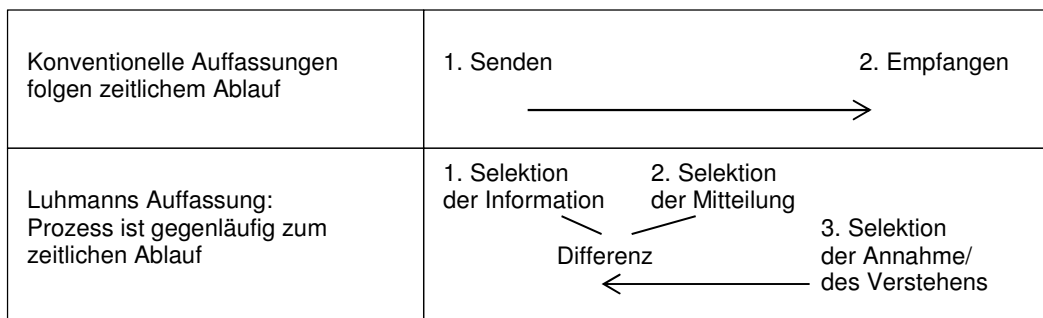 Konventionelle Auffassungen
folgen zeitlichem Ablauf
1. Senden
2. Empfangen
Luhmanns Auffassung:
Prozess ist gegenläufig zum
zeitlichen Ablauf
1. Selektion
der Information
2. Selektion
der Mitteilung
Differenz
3. Selektion
der Annahme/
des Verstehens